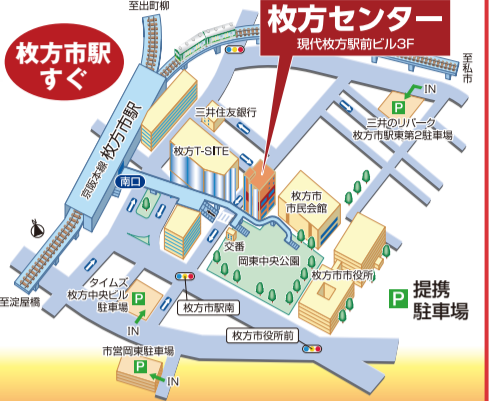 至出町柳
枚方センター
現代枚方駅前ビル3F
枚方市駅
すぐ
至私市
IN
P
三井のリパーク
枚方市駅東第2駐車場
三井住友銀行
枚方T-SITE
京阪本線 枚方市駅
南口
枚方市
市民会館
交番
岡東中央公園
枚方市市役所
至淀屋橋
タイムズ
枚方中央ビル
駐車場
P
IN
枚方市駅南
枚方市役所前
P 提携
駐車場
市営岡東駐車場
P
IN